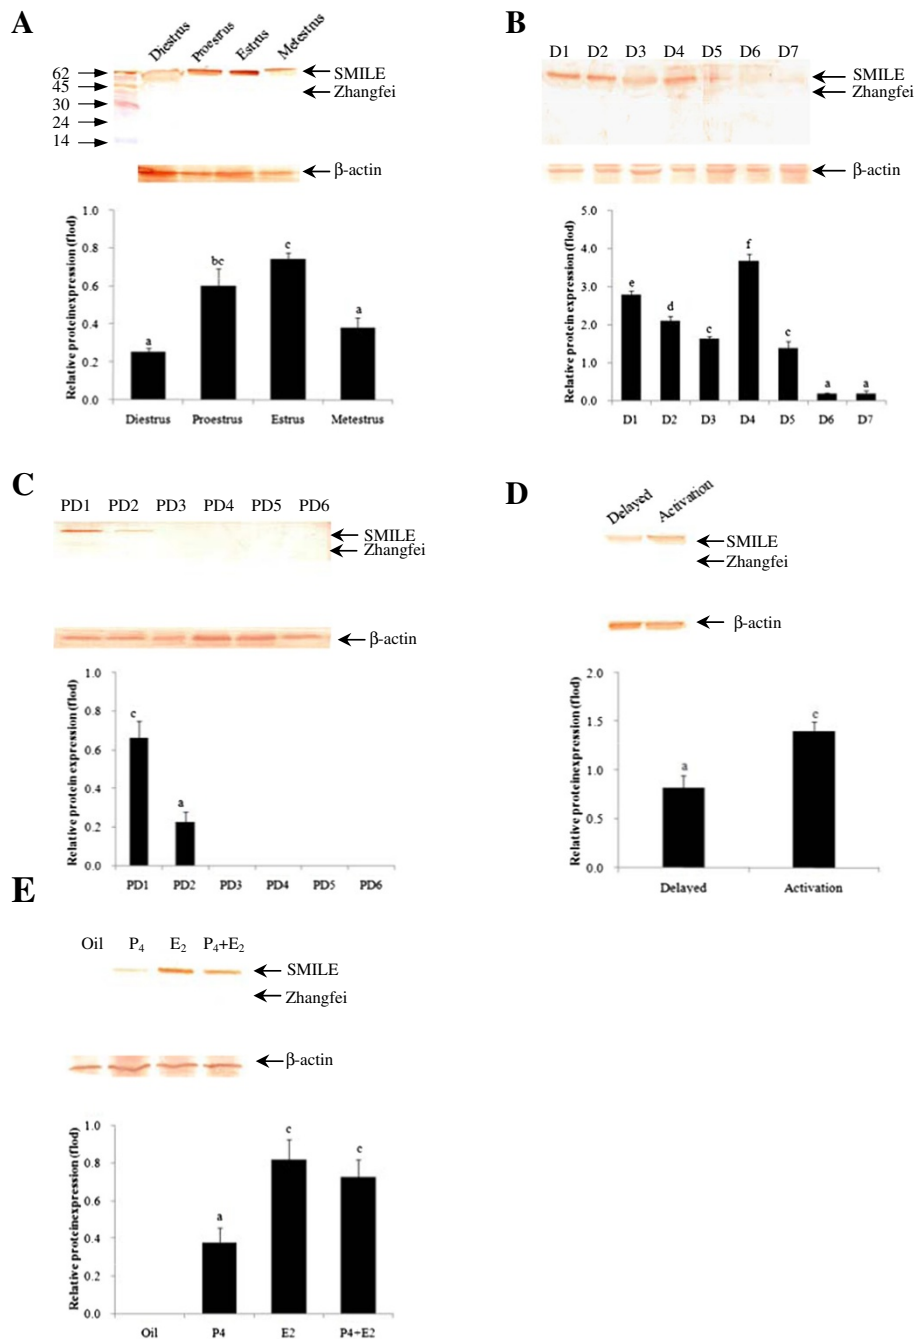 A
Diestrus Proestrus Estrus Metestrus
62
45
30
24
14
SMILE
Zhangfei
β-actin
Relative proteinexpression (flod)
1.0
0.8
0.6
0.4
0.2
0.0
a bc c a
Diestrus Proestrus Estrus Metestrus
B
D1 D2 D3 D4 D5 D6 D7
SMILE
Zhangfei
β-actin
Relative protein expression (flod)
5.0
4.0
3.0
2.0
1.0
0.0
e d c f c a a
D1 D2 D3 D4 D5 D6 D7
C
PD1 PD2 PD3 PD4 PD5 PD6
SMILE
Zhangfei
β-actin
Relative protein expression (flod)
1.0
0.8
0.6
0.4
0.2
0.0
c a
PD1 PD2 PD3 PD4 PD5 PD6
D
Delayed Activation
SMILE
Zhangfei
β-actin
Relative proteinexpression (flod)
2.0
1.5
1.0
0.5
0.0
a c
Delayed Activation
E
Oil P₄ E₂ P₄+E₂
SMILE
Zhangfei
β-actin
Relative proteinexpression (flod)
1.0
0.8
0.6
0.4
0.2
0.0
a c c
Oil P4 E2 P4+E2